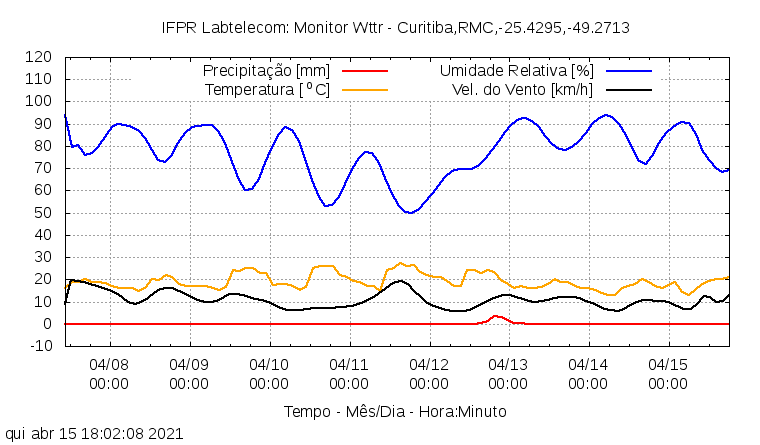 IFPR Labtelecom: Monitor Wttr - Curitiba,RMC,-25.4295,-49.2713
120
110
100
90
80
70
60
50
40
30
20
10
0
-10
Precipitação [mm]
Temperatura [ ⁰C]
Umidade Relativa [%]
Vel. do Vento [km/h]
04/08 04/09 04/10 04/11 04/12 04/13 04/14 04/15
00:00 00:00 00:00 00:00 00:00 00:00 00:00 00:00
Tempo - Mês/Dia - Hora:Minuto
qui abr 15 18:02:08 2021